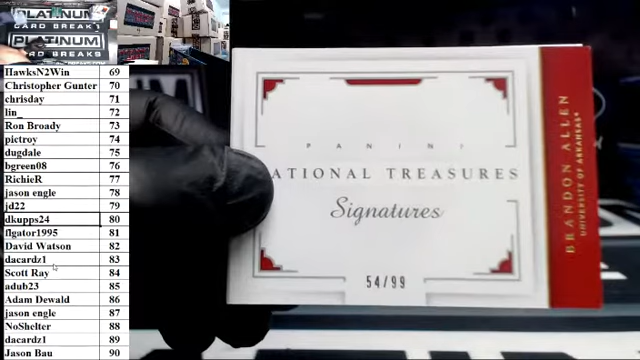 PLATINUM
CARD BREAKS
PLATINUM
CARD BREAKS
HawksN2Win 69
Christopher Gunter 70
chrisday 71
lin_ 72
Ron Broady 73
pictroy 74
dugdale 75
bgreen08 76
RichieR 77
jason engle 78
jd22 79
dkupps24 80
flgator1995 81
David Watson 82
dacardz1 83
Scott Ray 84
adub23 85
Adam Dewald 86
jason engle 87
NoShelter 88
dacardz1 89
Jason Bau 90
PANINI
ATIONAL TREASURES
Signatures
54/99
BRANDON ALLEN
UNIVERSITY OF ARKANSAS